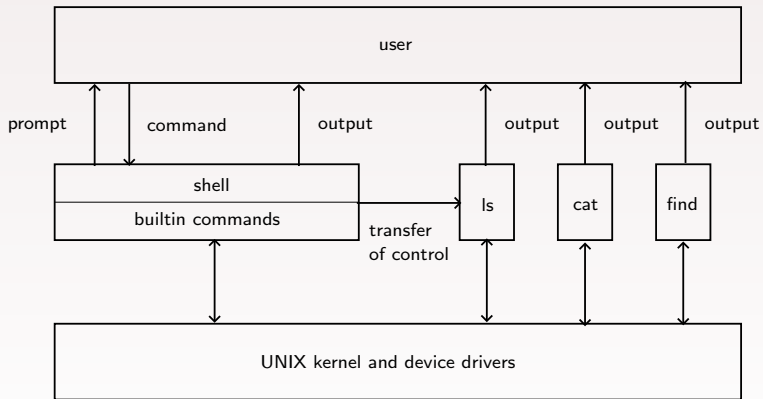 user
prompt
command
output
output
output
output
shell
builtin commands
ls
cat
find
transfer
of control
UNIX kernel and device drivers